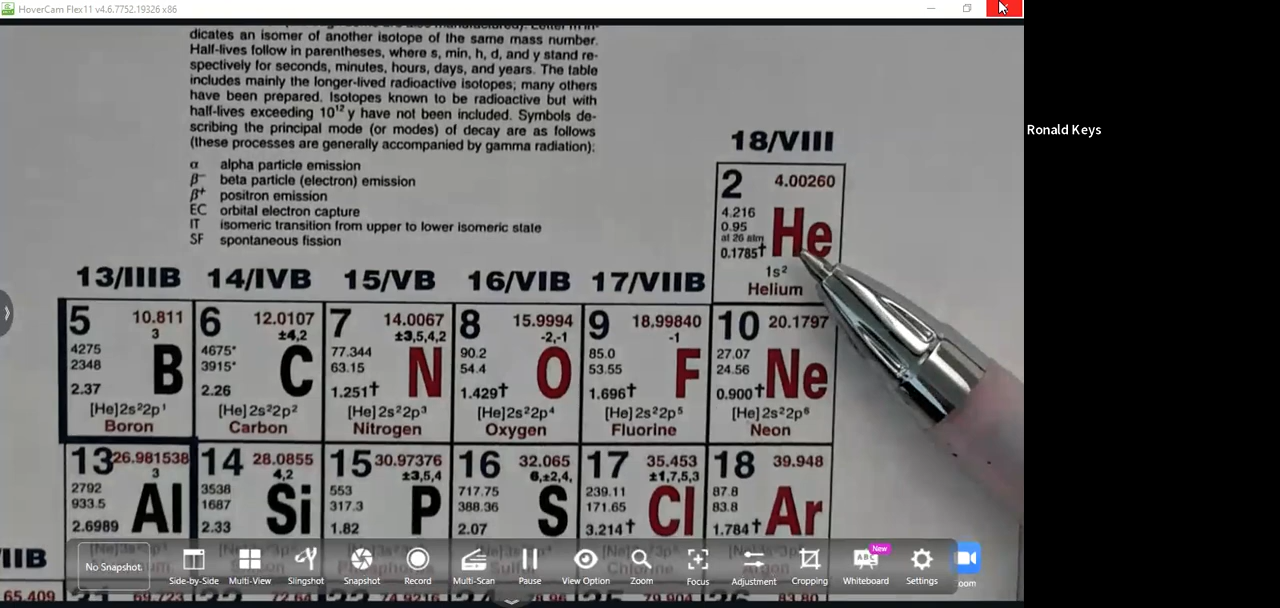 HoverCam Flex11 v4.6.7752.19326 x86
dicates an isomer of another isotope of the same mass number.
Half-lives follow in parentheses, where s, min, h, d, and y stand re-
spectively for seconds, minutes, hours, days, and years. The table
includes mainly the longer-lived radioactive isotopes; many others
have been prepared. Isotopes known to be radioactive but with
half-lives exceeding 10¹² y have not been included. Symbols de-
scribing the principal mode (or modes) of decay are as follows
(these processes are generally accompanied by gamma radiation):
α alpha particle emission
β⁻ beta particle (electron) emission
β⁺ positron emission
EC orbital electron capture
IT isomeric transition from upper to lower isomeric state
SF spontaneous fission
Ronald Keys
18/VIII
2 4.00260
4.216
0.95
at 26 atm
0.1785† He
1s²
Helium
13/IIIB 14/IVB 15/VB 16/VIB 17/VIIB
5 10.811
3
4275
2348
2.37 B
[He]2s²2p¹
Boron
6 12.0107
±4,2
4675*
3915*
2.26 C
[He]2s²2p²
Carbon
7 14.0067
±3,5,4,2
77.344
63.15
1.251† N
[He]2s²2p³
Nitrogen
8 15.9994
-2,-1
90.2
54.4
1.429† O
[He]2s²2p⁴
Oxygen
9 18.99840
-1
85.0
53.55
1.696† F
[He]2s²2p⁵
Fluorine
10 20.1797
27.07
24.56
0.900† Ne
[He]2s²2p⁶
Neon
13 26.981538
3
2792
933.5
2.6989 Al
14 28.0855
4,2
3538
1687
2.33 Si
15 30.97376
±3,5,4
553
317.3
1.82 P
16 32.065
6,±2,4,
717.75
388.36
2.07 S
17 35.453
±1,7,5,3
239.11
171.65
3.214† Cl
18 39.948
87.8
83.8
1.784† Ar
IIB
65.409
No Snapshot
Side-by-Side Multi-View Slingshot Snapshot Record Multi-Scan Pause View Option Zoom Focus Adjustment Cropping Whiteboard Settings oom
New
ABC